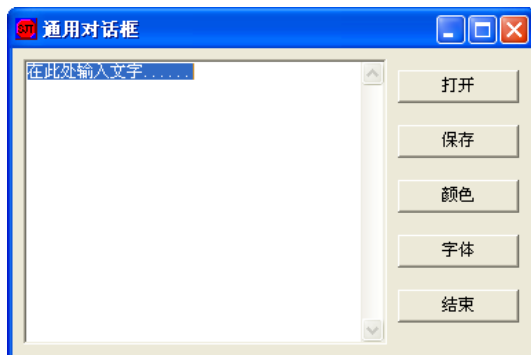 通用对话框
在此处输入文字......
打开
保存
颜色
字体
结束